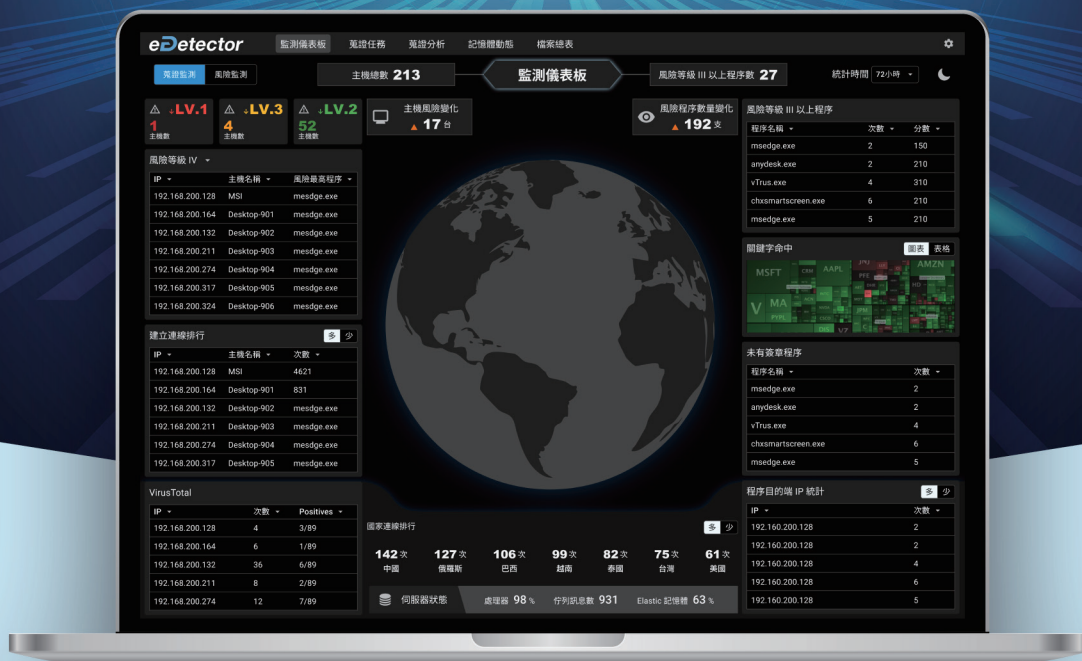 eDetector 監測儀表板 蒐證任務 蒐證分析 記憶體動態 檔案總表
蒐證監測 風險監測 主機總數 213 監測儀表板 風險等級 III 以上程序數 27 統計時間 72小時
↓LV.1 ↓LV.3 ↓LV.2
1 4 52
主機數 主機數 主機數
主機風險變化
▲ 17 台
風險程序數量變化
▲ 192 支
風險等級 IV
IP 主機名稱 風險最高程序
192.168.200.128 MSI mesdge.exe
192.168.200.164 Desktop-901 mesdge.exe
192.168.200.132 Desktop-902 mesdge.exe
192.168.200.211 Desktop-903 mesdge.exe
192.168.200.274 Desktop-904 mesdge.exe
192.168.200.317 Desktop-905 mesdge.exe
192.168.200.324 Desktop-906 mesdge.exe
建立連線排行 多 少
IP 主機名稱 次數
192.168.200.128 MSI 4621
192.168.200.164 Desktop-901 831
192.168.200.132 Desktop-902 mesdge.exe
192.168.200.211 Desktop-903 mesdge.exe
192.168.200.274 Desktop-904 mesdge.exe
192.168.200.317 Desktop-905 mesdge.exe
VirusTotal
IP 次數 Positives
192.168.200.128 4 3/89
192.168.200.164 6 1/89
192.168.200.132 36 6/89
192.168.200.211 8 2/89
192.168.200.274 12 7/89
國家連線排行 多 少
142 次 127 次 106 次 99 次 82 次 75 次 61 次
中國 俄羅斯 巴西 越南 泰國 台灣 美國
伺服器狀態 處理器 98 % 佇列訊息數 931 Elastic 記憶體 63 %
風險等級 III 以上程序
程序名稱 次數 分數
msedge.exe 2 150
anydesk.exe 2 210
vTrus.exe 4 310
chxsmartscreen.exe 6 210
msedge.exe 5 210
關鍵字命中 圖表 表格
MSFT CRM AAPL AMZN
PFE HD
V MA JPM
PYPL
DIS VZ
未有簽章程序
程序名稱 次數
msedge.exe 2
anydesk.exe 2
vTrus.exe 4
chxsmartscreen.exe 6
msedge.exe 5
程序目的端 IP 統計 多 少
IP 次數
192.160.200.128 2
192.160.200.128 2
192.160.200.128 4
192.160.200.128 6
192.160.200.128 5